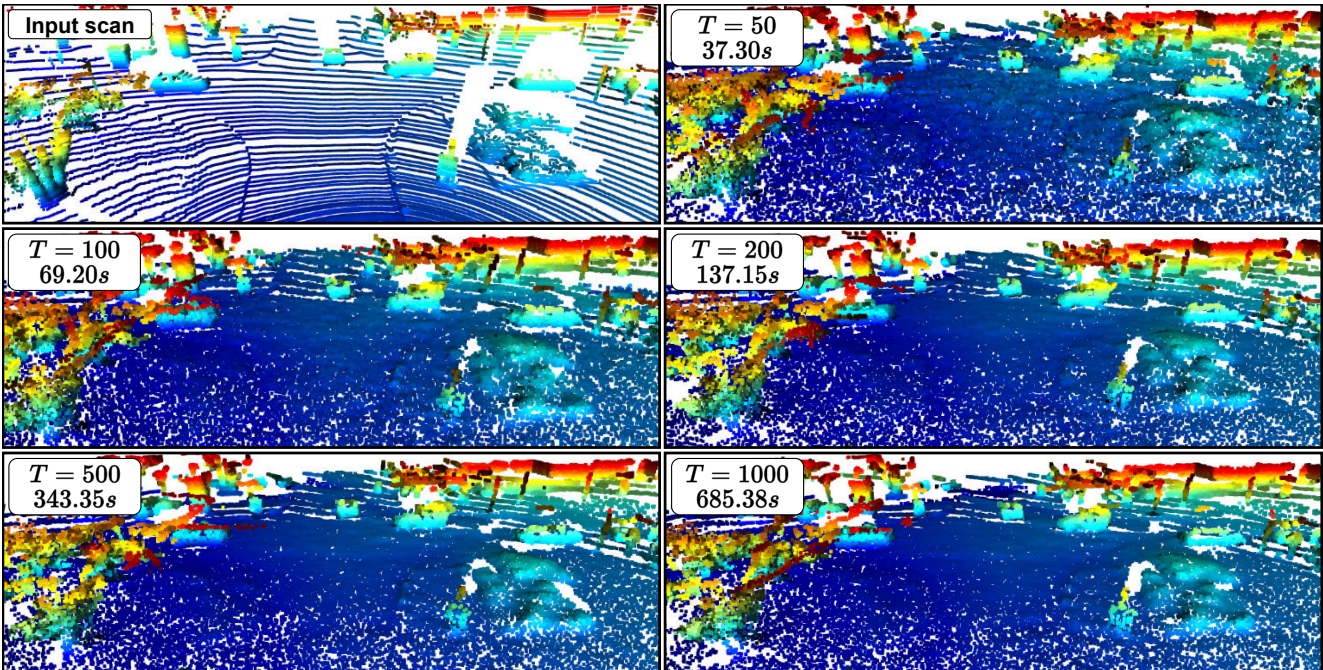 Input scan
T = 50
37.30s
T = 100
69.20s
T = 200
137.15s
T = 500
343.35s
T = 1000
685.38s